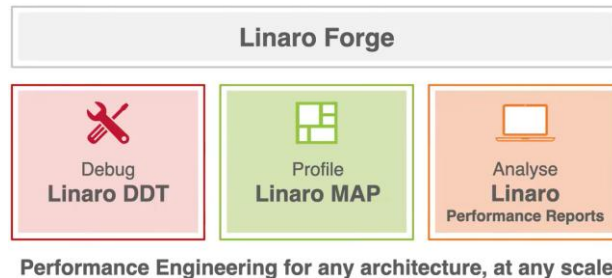 Linaro Forge
Debug
Linaro DDT
Profile
Linaro MAP
Analyse
Linaro
Performance Reports
Performance Engineering for any architecture, at any scale